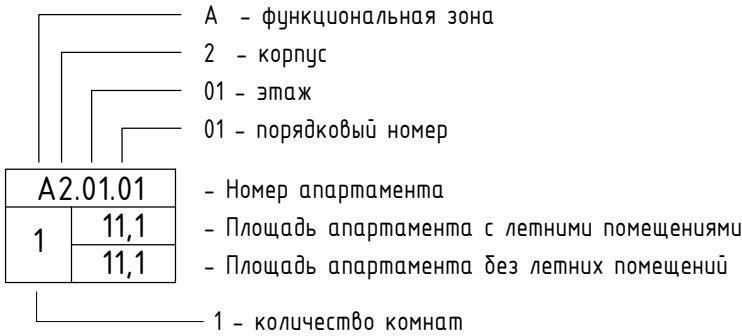 А - функциональная зона
2 - корпус
01 - этаж
01 - порядковый номер
А2.01.01 - Номер апартамента
1 11,1 - Площадь апартамента с летними помещениями
11,1 - Площадь апартамента без летних помещений
1 - количество комнат